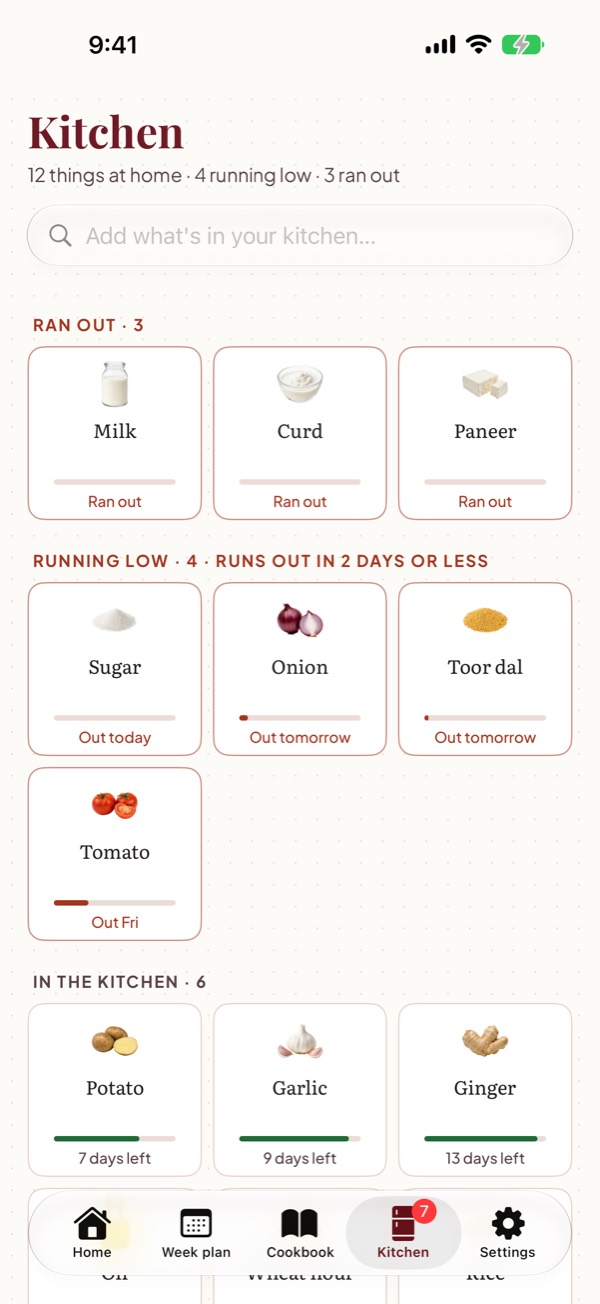 9:41
Kitchen
12 things at home · 4 running low · 3 ran out
Add what's in your kitchen...
RAN OUT · 3
Milk Curd Paneer
Ran out Ran out Ran out
RUNNING LOW · 4 · RUNS OUT IN 2 DAYS OR LESS
Sugar Onion Toor dal
Out today Out tomorrow Out tomorrow
Tomato
Out Fri
IN THE KITCHEN · 6
Potato Garlic Ginger
7 days left 9 days left 13 days left
7
Home Week plan Cookbook Kitchen Settings
Oil Wheat flour Rice